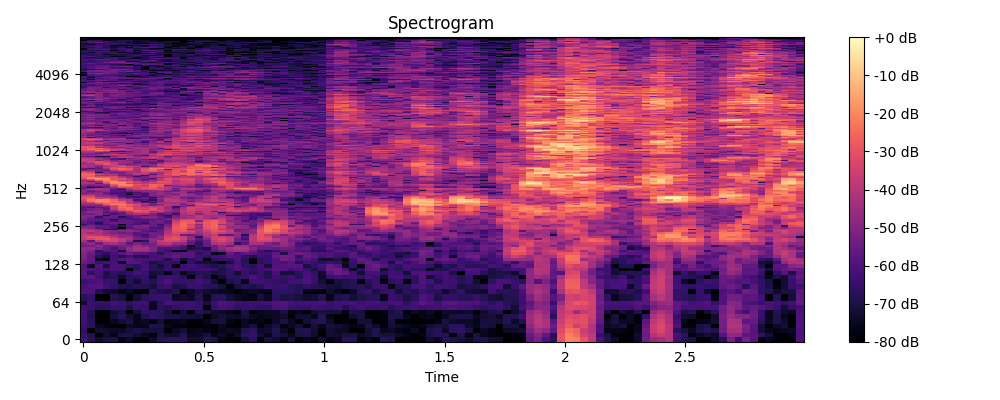 Spectrogram
Hz
4096
2048
1024
512
256
128
64
0
0 0.5 1 1.5 2 2.5
Time
+0 dB
-10 dB
-20 dB
-30 dB
-40 dB
-50 dB
-60 dB
-70 dB
-80 dB